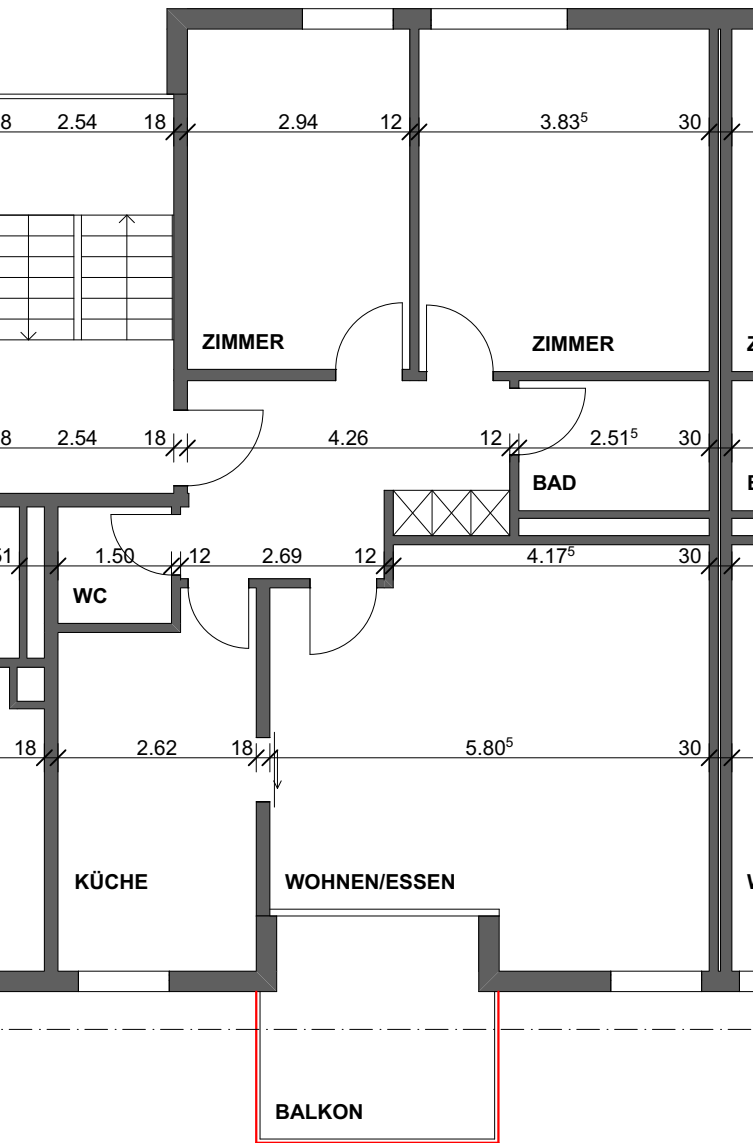 8 2.54 18 2.94 12 3.83⁵ 30
ZIMMER ZIMMER Z
8 2.54 18 4.26 12 2.51⁵ 30
BAD
51 1.50 12 2.69 12 4.17⁵ 30
WC
18 2.62 18 5.80⁵ 30
KÜCHE WOHNEN/ESSEN
BALKON